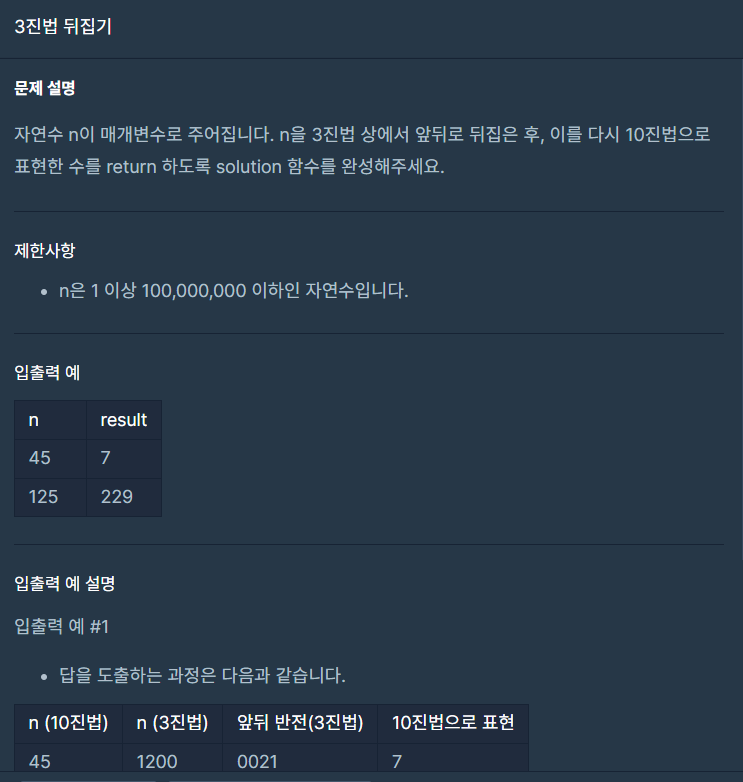 3진법 뒤집기
문제 설명
자연수 n이 매개변수로 주어집니다. n을 3진법 상에서 앞뒤로 뒤집은 후, 이를 다시 10진법으로
표현한 수를 return 하도록 solution 함수를 완성해주세요.
제한사항
• n은 1 이상 100,000,000 이하인 자연수입니다.
입출력 예
n result
45 7
125 229
입출력 예 설명
입출력 예 #1
• 답을 도출하는 과정은 다음과 같습니다.
n (10진법) n (3진법) 앞뒤 반전(3진법) 10진법으로 표현
45 1200 0021 7